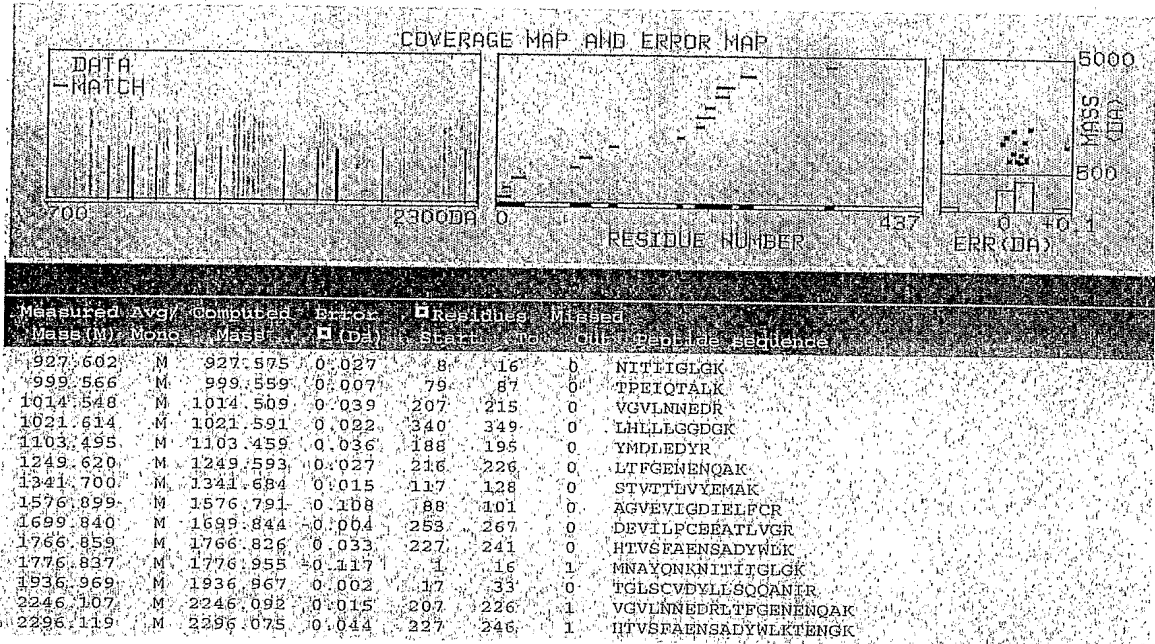 COVERAGE MAP AND ERROR MAP
DATA
MATCH
700
2300DA
0
437
RESIDUE NUMBER
5000
MASS
(DA)
500
0 +0.1
ERR(DA)
Measured Avg/ Computed Error Residues Missed
Mass(M) Mono Mass (Da) Start To Cut Peptide sequence
927.602 M 927.575 0.027 8 16 0 NITIIGLGK
999.566 M 999.559 0.007 79 87 0 TPEIQTALK
1014.548 M 1014.509 0.039 207 215 0 VGVLNNEDR
1021.614 M 1021.591 0.022 340 349 0 LHLLLGGDGK
1103.495 M 1103.459 0.036 188 195 0 YMDLEDYR
1249.620 M 1249.593 0.027 216 226 0 LTFGENENQAK
1341.700 M 1341.684 0.015 117 128 0 STVTTLVYEMAK
1576.899 M 1576.791 0.108 88 101 0 AGVEVIGDIELFCR
1699.840 M 1699.844 -0.004 253 267 0 DEVILPCEEATLVGR
1766.859 M 1766.826 0.033 227 241 0 HTVSFAENSADYWLK
1776.837 M 1776.955 -0.117 1 16 1 MNAYQNKNITIIGLGK
1936.969 M 1936.967 0.002 17 33 0 TGLSCVDYLLSQQANIR
2246.107 M 2246.092 0.015 207 226 1 VGVLNNEDRLTFGENENQAK
2296.119 M 2296.075 0.044 227 246 1 HTVSFAENSADYWLKTENGK